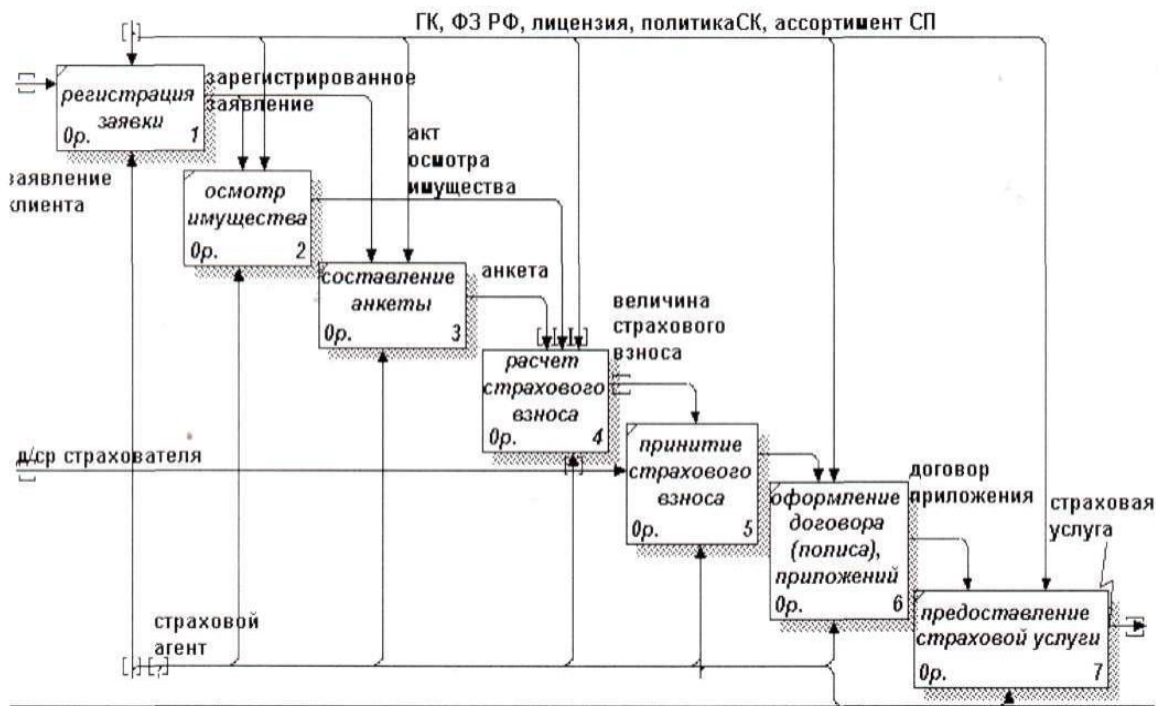 ГК, ФЗ РФ, лицензия, политикаСК, ассортимент СП
зарегистрированное
заявление
регистрация
заявки
0р. 1
заявление
клиента
акт
осмотра
имущества
осмотр
имущества
0р. 2
составление
анкеты
0р. 3
анкета
величина
страхового
взноса
расчет
страхового
взноса
0р. 4
д/ср страхователя
принитие
страхового
взноса
0р. 5
договор
приложения
оформление
договора
(пописа),
приложений
0р. 6
страховая
услуга
страховой
агент
предоставление
страховой услуги
0р. 7